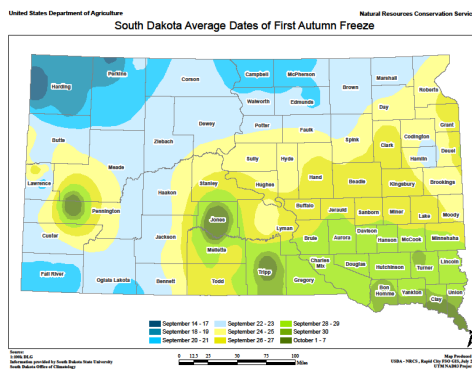 United States Department of Agriculture
Natural Resources Conservation Service
South Dakota Average Dates of First Autumn Freeze
Harding
Perkins
Corson
Campbell
McPherson
Brown
Marshall
Roberts
Walworth
Edmunds
Day
Butte
Ziebach
Dewey
Potter
Faulk
Spink
Clark
Codington
Grant
Deuel
Hamlin
Meade
Sully
Hyde
Hand
Beadle
Kingsbury
Brookings
Lawrence
Haakon
Stanley
Hughes
Pennington
Jones
Lyman
Buffalo
Jerauld
Sanborn
Miner
Lake
Moody
Custer
Jackson
Mellette
Brule
Aurora
Davison
Hanson
McCook
Minnehaha
Fall River
Oglala Lakota
Bennett
Todd
Tripp
Gregory
Charles
Mix
Douglas
Hutchinson
Turner
Lincoln
Bon
Homme
Yankton
Clay
Union
September 14 - 17
September 22 - 23
September 28 - 29
September 18 - 19
September 24 - 25
September 30
September 20 - 21
September 26 - 27
October 1 - 7
Source:
Information provided by South Dakota State University
South Dakota Office of Climatology
0 12.5 25 50 75 100
Miles
Map Produced